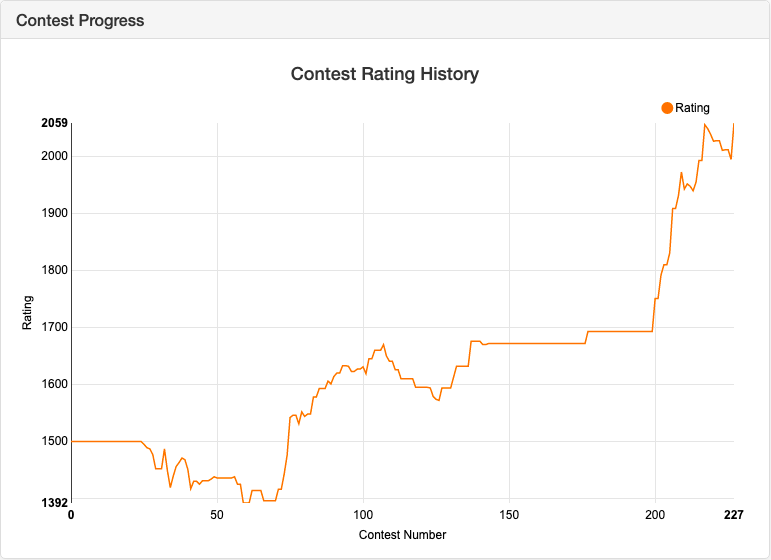 Contest Progress
Contest Rating History
Rating
2059
2000
1900
1800
1700
1600
1500
1392
Rating
0
50
100
150
200
227
Contest Number